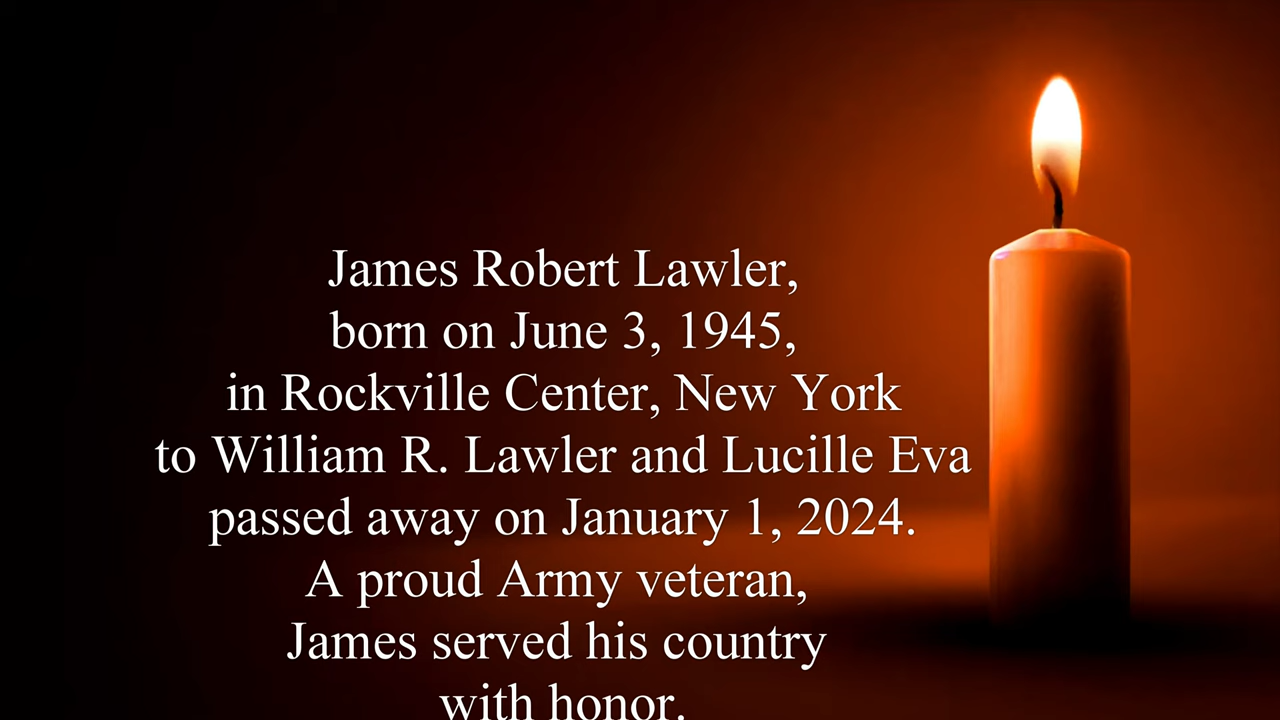 James Robert Lawler,
born on June 3, 1945,
in Rockville Center, New York
to William R. Lawler and Lucille Eva
passed away on January 1, 2024.
A proud Army veteran,
James served his country
with honor.